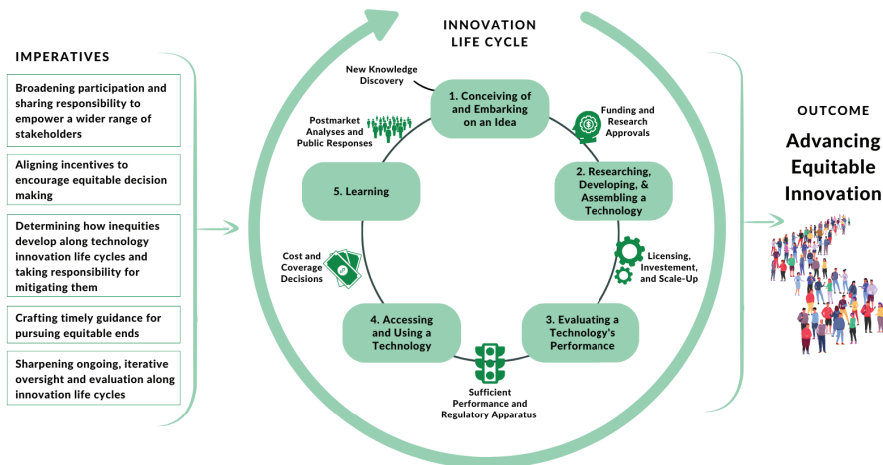 IMPERATIVES
Broadening participation and
sharing responsibility to
empower a wider range of
stakeholders
Aligning incentives to
encourage equitable decision
making
Determining how inequities
develop along technology
innovation life cycles and
taking responsibility for
mitigating them
Crafting timely guidance for
pursuing equitable ends
Sharpening ongoing, iterative
oversight and evaluation along
innovation life cycles
INNOVATION
LIFE CYCLE
New Knowledge
Discovery
1. Conceiving of
and Embarking
on an Idea
Funding and
Research
Approvals
2. Researching,
Developing, &
Assembling a
Technology
Licensing,
Investement,
and Scale-Up
3. Evaluating a
Technology's
Performance
Sufficient
Performance and
Regulatory Apparatus
4. Accessing
and Using a
Technology
Cost and
Coverage
Decisions
5. Learning
Postmarket
Analyses and
Public Responses
OUTCOME
Advancing
Equitable
Innovation